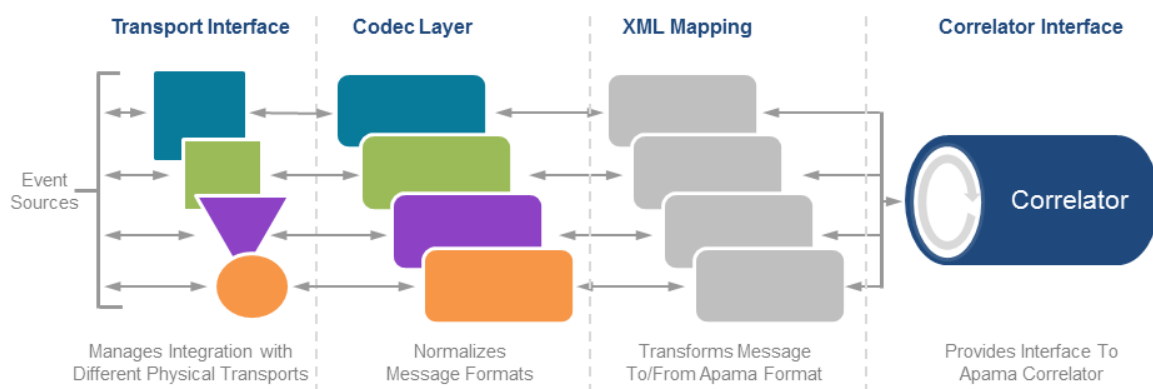 Transport Interface
Codec Layer
XML Mapping
Correlator Interface
Event
Sources
Correlator
Manages Integration with
Different Physical Transports
Normalizes
Message Formats
Transforms Message
To/From Apama Format
Provides Interface To
Apama Correlator